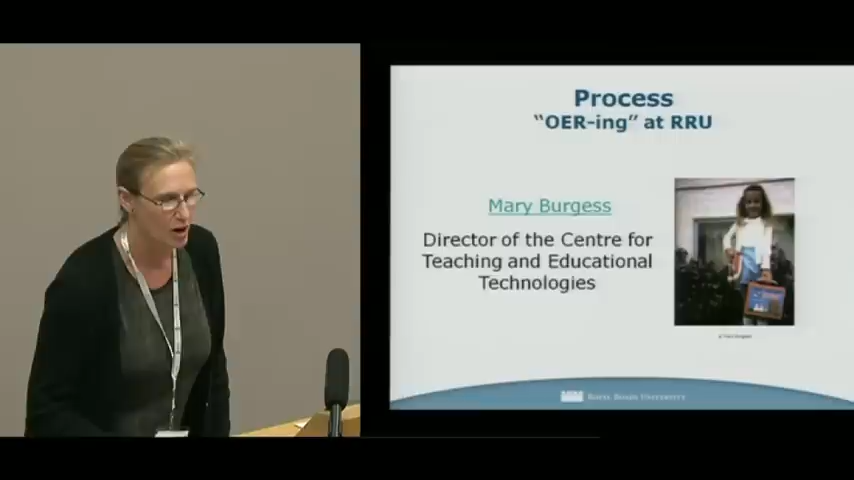 Process
“OER-ing” at RRU
Mary Burgess
Director of the Centre for
Teaching and Educational
Technologies
ROYAL ROADS UNIVERSITY